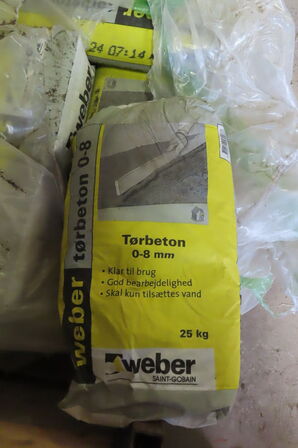 24 07:14
weber
weber tørbeton 0-8
Tørbeton
0-8 mm
• Klar til brug
• God bearbejdelighed
• Skal kun tilsættes vand
25 kg
weber
SAINT-GOBAIN